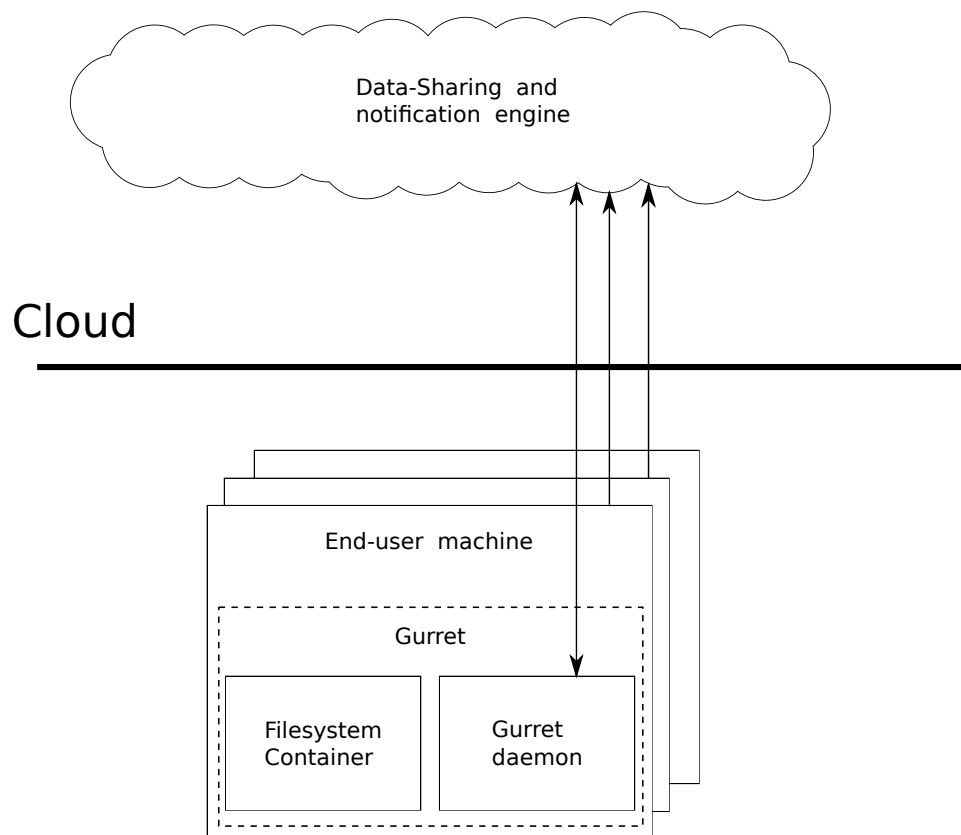 Data-Sharing and
notification engine
Cloud
End-user machine
Gurret
Filesystem
Container
Gurret
daemon